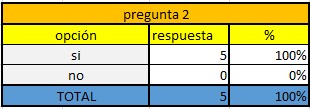 pregunta 2
opción respuesta %
si 5 100%
no 0 0%
TOTAL 5 100%